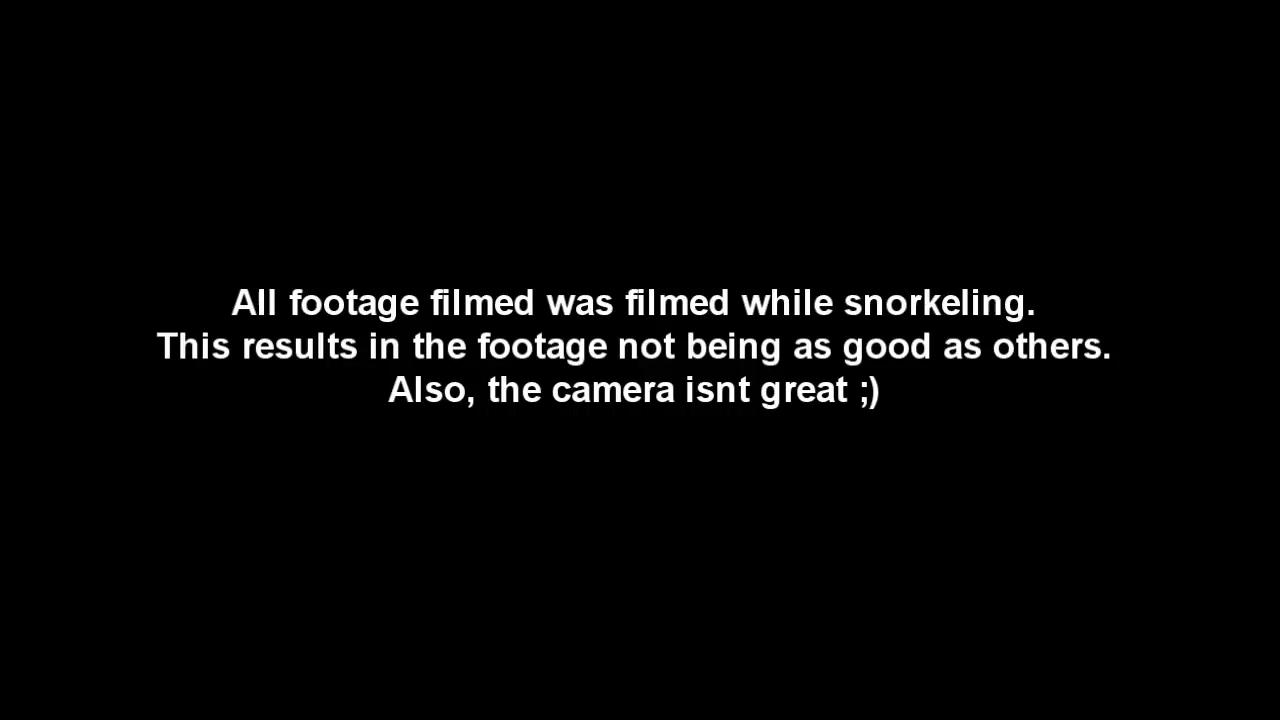 All footage filmed was filmed while snorkeling.
This results in the footage not being as good as others.
Also, the camera isnt great ;)